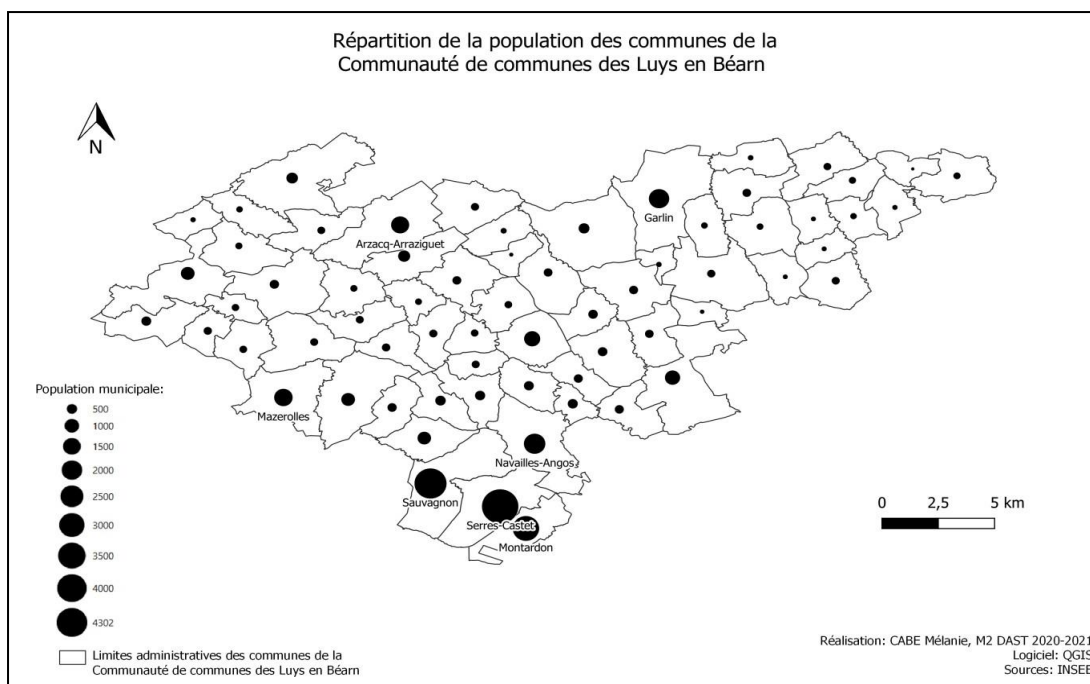 Répartition de la population des communes de la
Communauté de communes des Luys en Béarn
N
Garlin
Arzacq-Arraziguet
Mazerolles
Navailles-Angos
Sauvagnon
Serres-Castet
Montardon
Population municipale:
500
1000
1500
2000
2500
3000
3500
4000
4302
Limites administratives des communes de la
Communauté de communes des Luys en Béarn
0 2,5 5 km
Réalisation: CABE Mélanie, M2 DAST 2020-2021
Logiciel: QGIS
Sources: INSEE